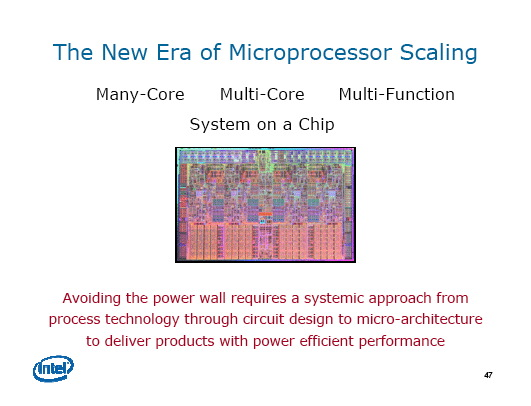 The New Era of Microprocessor Scaling
Many-Core Multi-Core Multi-Function
System on a Chip
Avoiding the power wall requires a systemic approach from
process technology through circuit design to micro-architecture
to deliver products with power efficient performance
intel
47